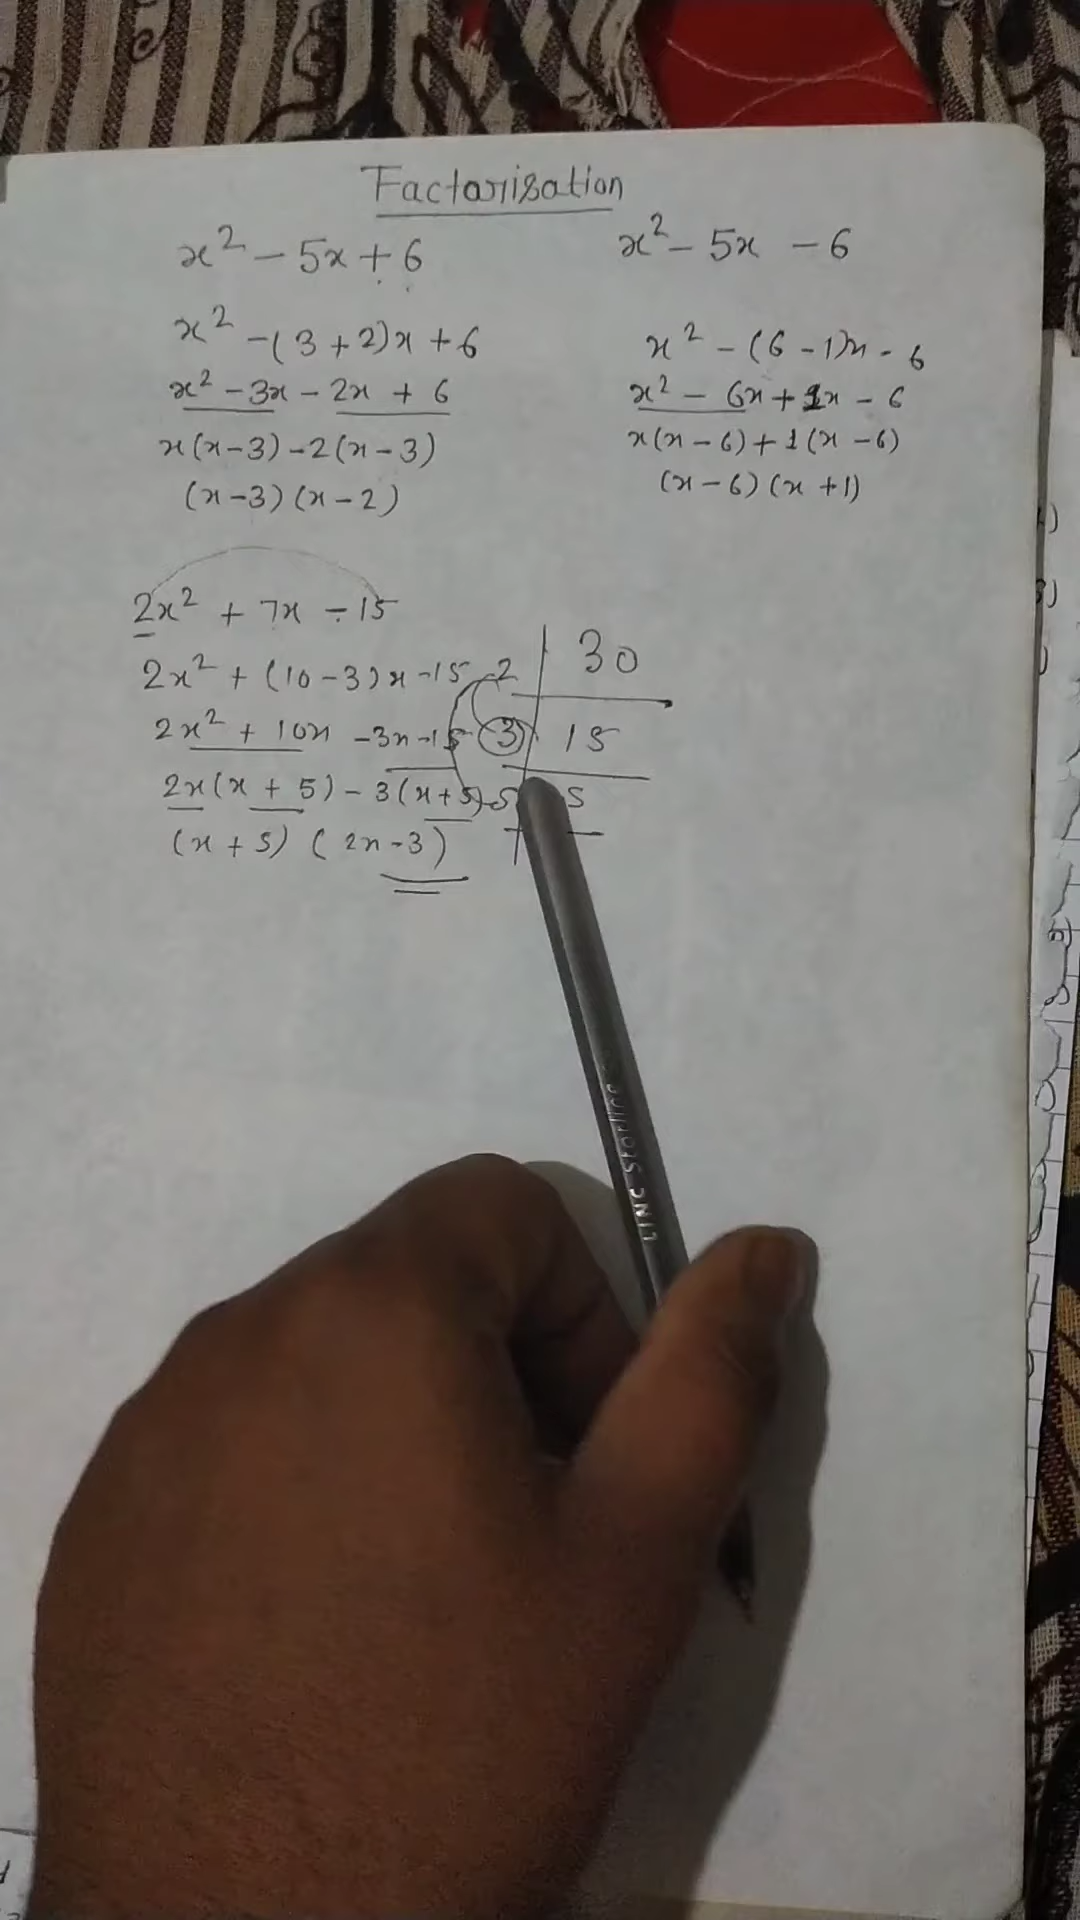 Factorisation
x² - 5x + 6
x² - (3 + 2)x + 6
x² - 3x - 2x + 6
x(x-3) - 2(x-3)
(x-3) (x-2)
x² - 5x - 6
x² - (6-1)x - 6
x² - 6x + 1x - 6
x(x-6) + 1(x-6)
(x-6) (x+1)
2x² + 7x - 15
2x² + (10-3)x - 15
2x² + 10x - 3x - 15
2x(x + 5) - 3(x+5)
(x + 5) (2x-3)
2 | 30
3 | 15
5 | 5
LINC Starline